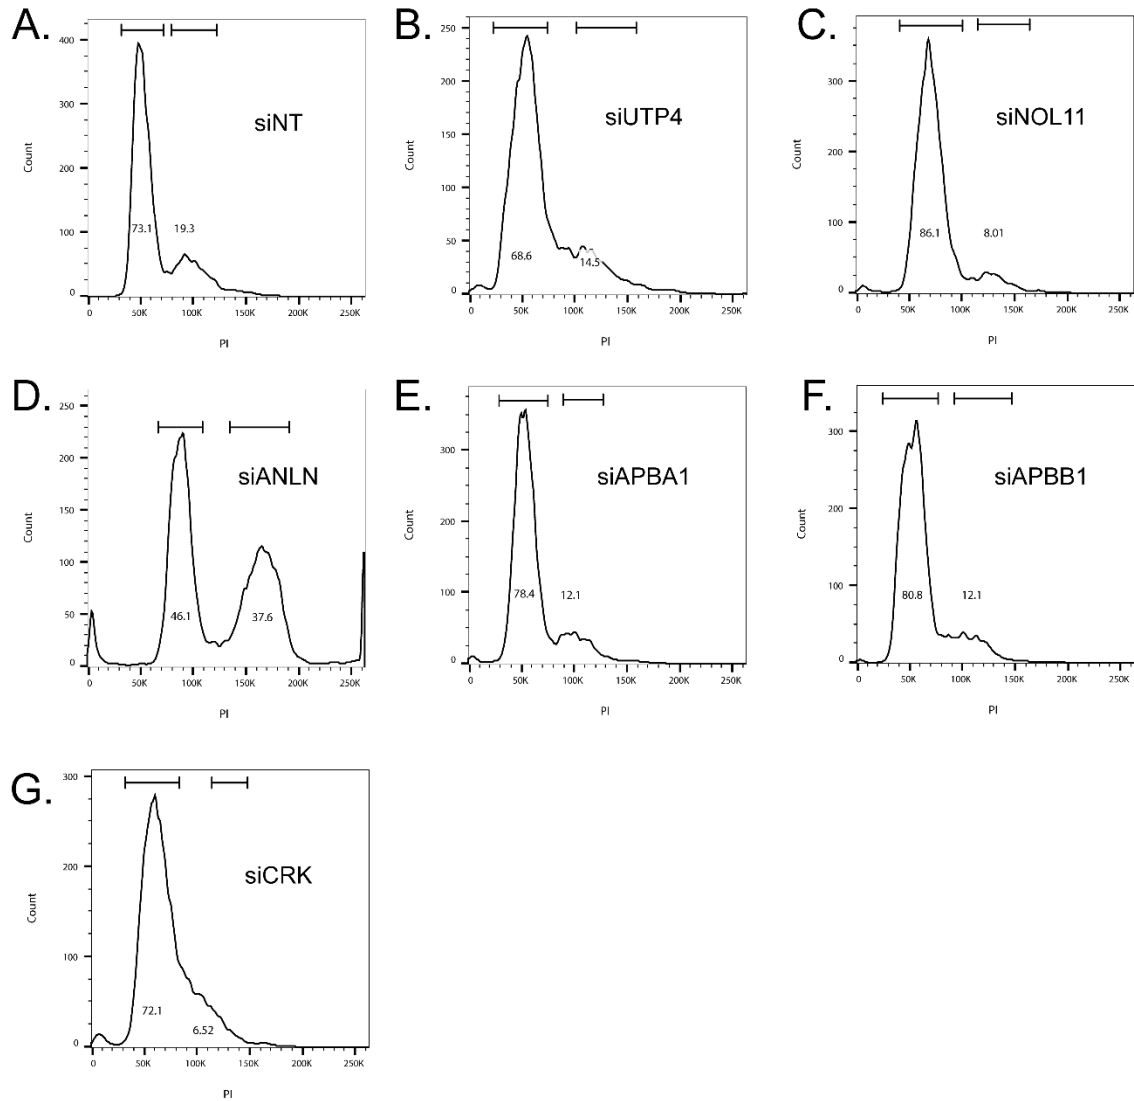 A.
400
300
200
100
0
Count
siNT
73.1 19.3
0 50K 100K 150K 200K 250K
PI
B.
250
200
150
100
50
0
Count
siUTP4
68.6 14.5
0 50K 100K 150K 200K 250K
PI
C.
300
200
100
0
Count
siNOL11
86.1 8.01
0 50K 100K 150K 200K 250K
PI
D.
250
200
150
100
50
0
Count
siANLN
46.1 37.6
0 50K 100K 150K 200K 250K
PI
E.
300
200
100
0
Count
siAPBA1
78.4 12.1
0 50K 100K 150K 200K 250K
PI
F.
300
200
100
0
Count
siAPBB1
80.8 12.1
0 50K 100K 150K 200K 250K
PI
G.
300
200
100
0
Count
siCRK
72.1 6.52
0 50K 100K 150K 200K 250K
PI